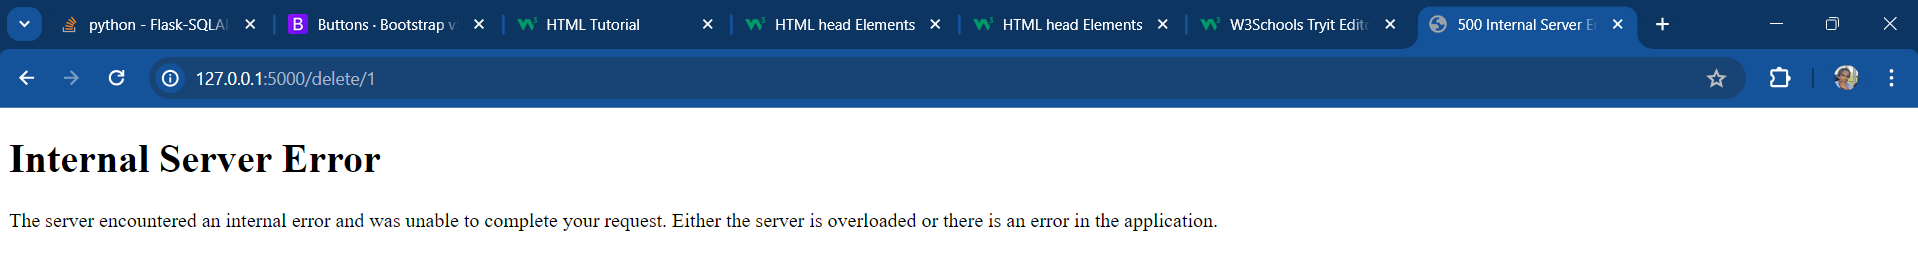 python - Flask-SQLAl
B Buttons · Bootstrap v
HTML Tutorial
HTML head Elements
HTML head Elements
W3Schools Tryit Edit
500 Internal Server E
127.0.0.1:5000/delete/1
Internal Server Error
The server encountered an internal error and was unable to complete your request. Either the server is overloaded or there is an error in the application.